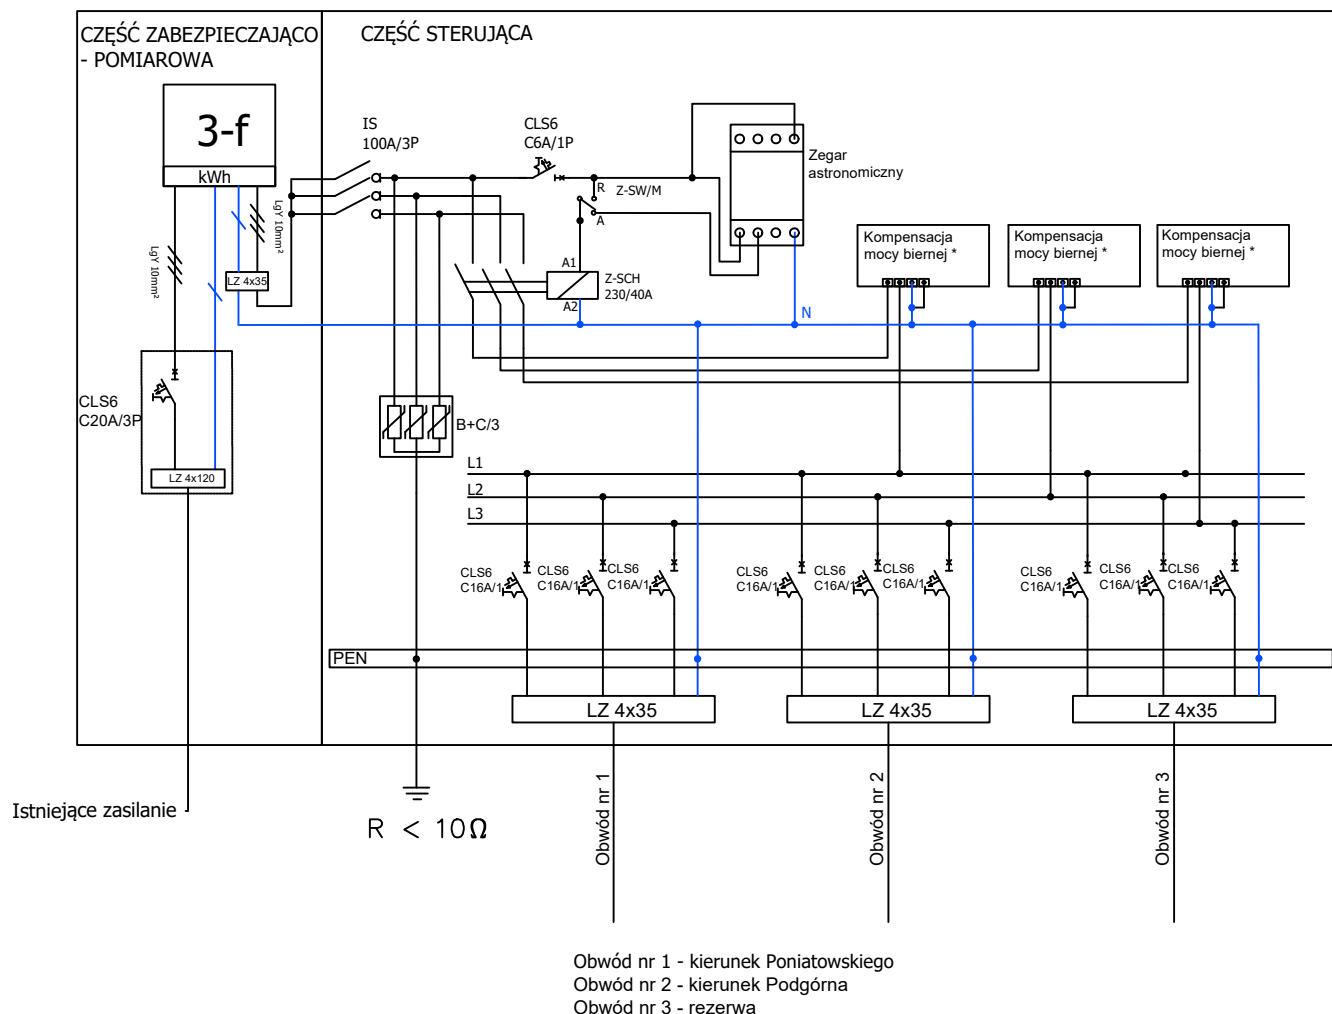 CZĘŚĆ ZABEZPIECZAJĄCO
- POMIAROWA
CZĘŚĆ STERUJĄCA
3-f
kWh
LgY 10mm²
LgY 10mm²
LZ 4x35
CLS6
C20A/3P
LZ 4x120
Istniejące zasilanie
IS
100A/3P
CLS6
C6A/1P
R
Z-SW/M
A
Zegar
astronomiczny
A1
A2
Z-SCH
230/40A
N
Kompensacja
mocy biernej *
Kompensacja
mocy biernej *
Kompensacja
mocy biernej *
B+C/3
L1
L2
L3
CLS6
C16A/1
CLS6
C16A/1
CLS6
C16A/1
CLS6
C16A/1
CLS6
C16A/1
CLS6
C16A/1
CLS6
C16A/1
CLS6
C16A/1
CLS6
C16A/1
PEN
LZ 4x35
LZ 4x35
LZ 4x35
R < 10Ω
Obwód nr 1
Obwód nr 2
Obwód nr 3
Obwód nr 1 - kierunek Poniatowskiego
Obwód nr 2 - kierunek Podgórna
Obwód nr 3 - rezerwa